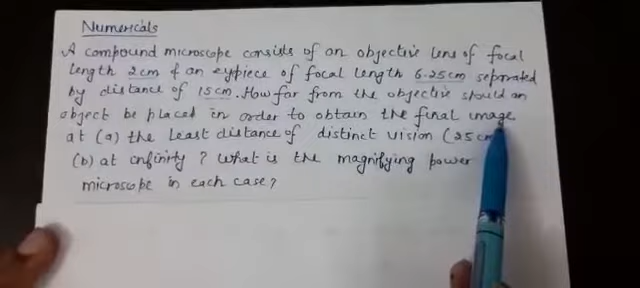 Numericals
A compound microscope consists of an objective lens of focal
length 2cm & an eypiece of focal length 6.25cm seperated
by distance of 15cm. How far from the objective should an
object be placed in order to obtain the final image
at (a) the least distance of distinct vision (25cm
(b) at infinity? What is the magnifying power
microscope in each case?